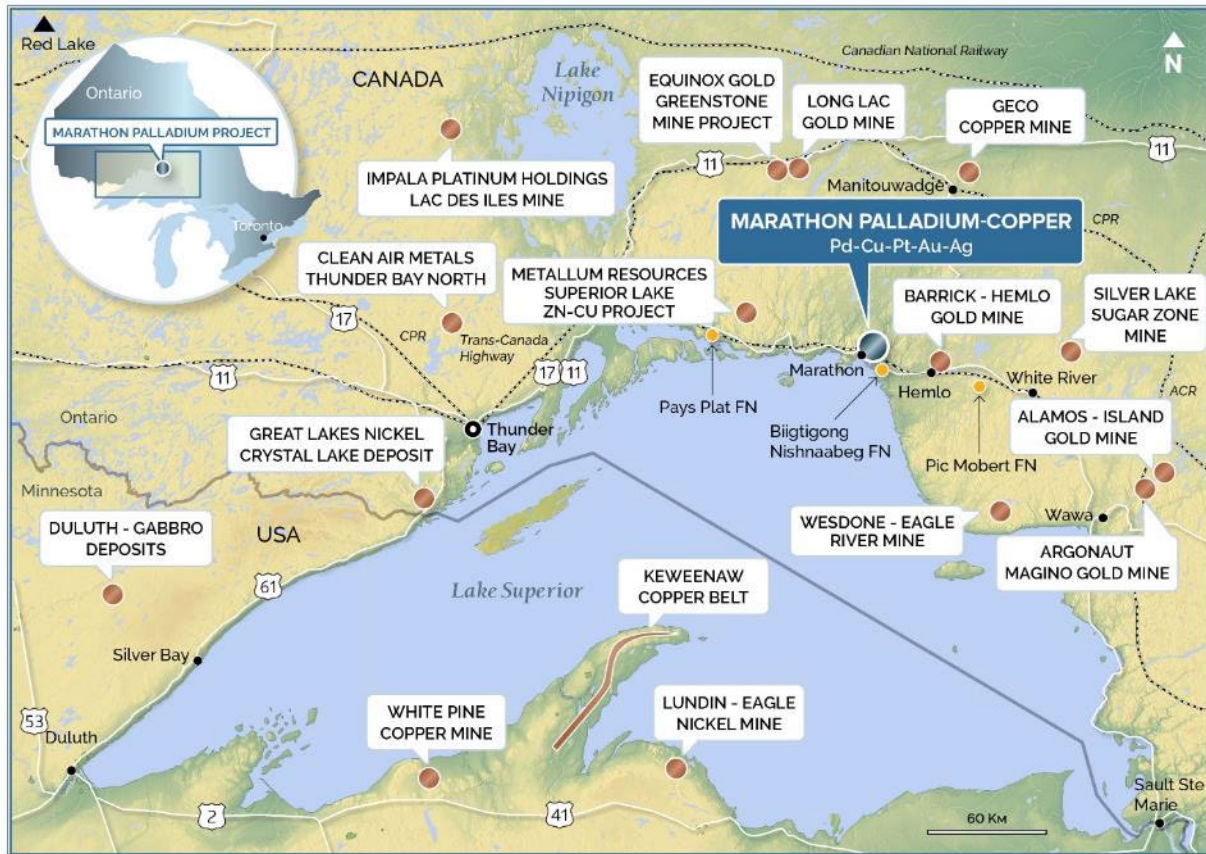 Red Lake
Ontario
MARATHON PALLADIUM PROJECT
Toronto
CANADA
Lake
Nipigon
Canadian National Railway
N
EQUINOX GOLD
GREENSTONE
MINE PROJECT
LONG LAC
GOLD MINE
GECO
COPPER MINE
11
11
IMPALA PLATINUM HOLDINGS
LAC DES ILES MINE
Manitouwadge
MARATHON PALLADIUM-COPPER
Pd-Cu-Pt-Au-Ag
CPR
CLEAN AIR METALS
THUNDER BAY NORTH
METALLUM RESOURCES
SUPERIOR LAKE
ZN-CU PROJECT
BARRICK - HEMLO
GOLD MINE
SILVER LAKE
SUGAR ZONE
MINE
17
CPR
Trans-Canada
Highway
11
17
11
Marathon
Hemlo
White River
ACR
Pays Plat FN
Biigtigong
Nishnaabeg FN
Pic Mobert FN
ALAMOS - ISLAND
GOLD MINE
Ontario
Minnesota
GREAT LAKES NICKEL
CRYSTAL LAKE DEPOSIT
Thunder
Bay
DULUTH - GABBRO
DEPOSITS
USA
WESDONE - EAGLE
RIVER MINE
Wawa
ARGONAUT
MAGINO GOLD MINE
61
Lake Superior
KEWEENAW
COPPER BELT
Silver Bay
WHITE PINE
COPPER MINE
LUNDIN - EAGLE
NICKEL MINE
53
Duluth
2
41
60 KM
Sault Ste
Marie